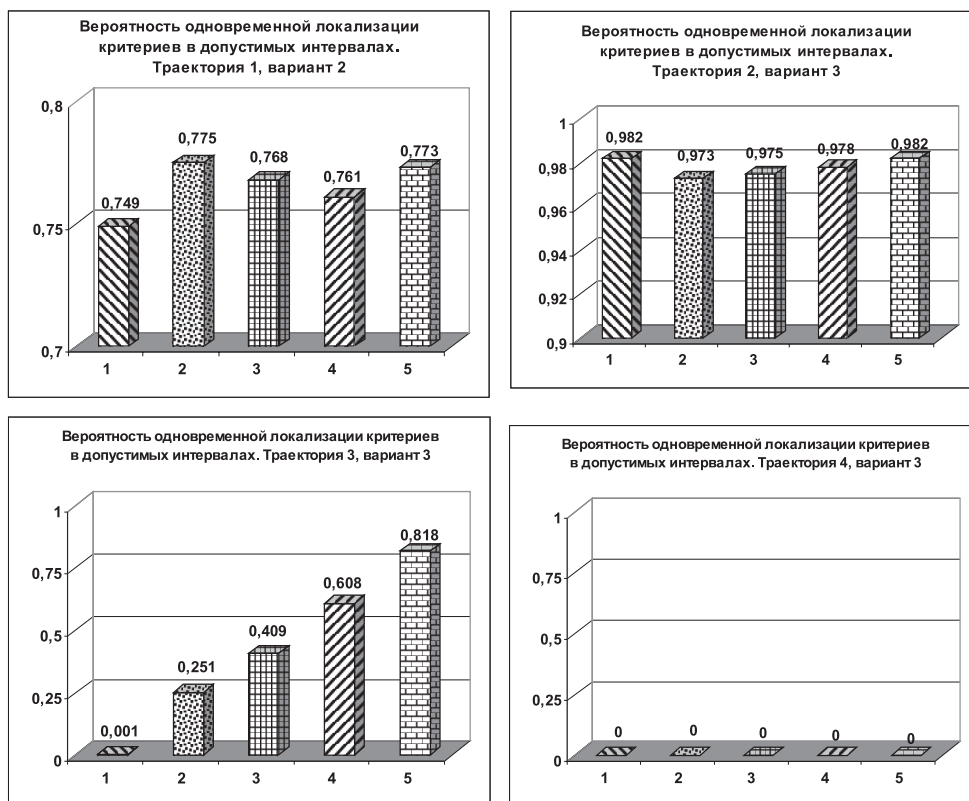 Вероятность одновременной локализации
критериев в допустимых интервалах.
Траектория 1, вариант 2
0,8
0,75
0,7
0,749
0,775
0,768
0,761
0,773
1 2 3 4 5
Вероятность одновременной локализации
критериев в допустимых интервалах.
Траектория 2, вариант 3
1
0,98
0,96
0,94
0,92
0,9
0,982
0,973
0,975
0,978
0,982
1 2 3 4 5
Вероятность одновременной локализации критериев
в допустимых интервалах. Траектория 3, вариант 3
1
0,75
0,5
0,25
0
0,001
0,251
0,409
0,608
0,818
1 2 3 4 5
Вероятность одновременной локализации критериев
в допустимых интервалах. Траектория 4, вариант 3
1
0,75
0,5
0,25
0
0 0 0 0 0
1 2 3 4 5